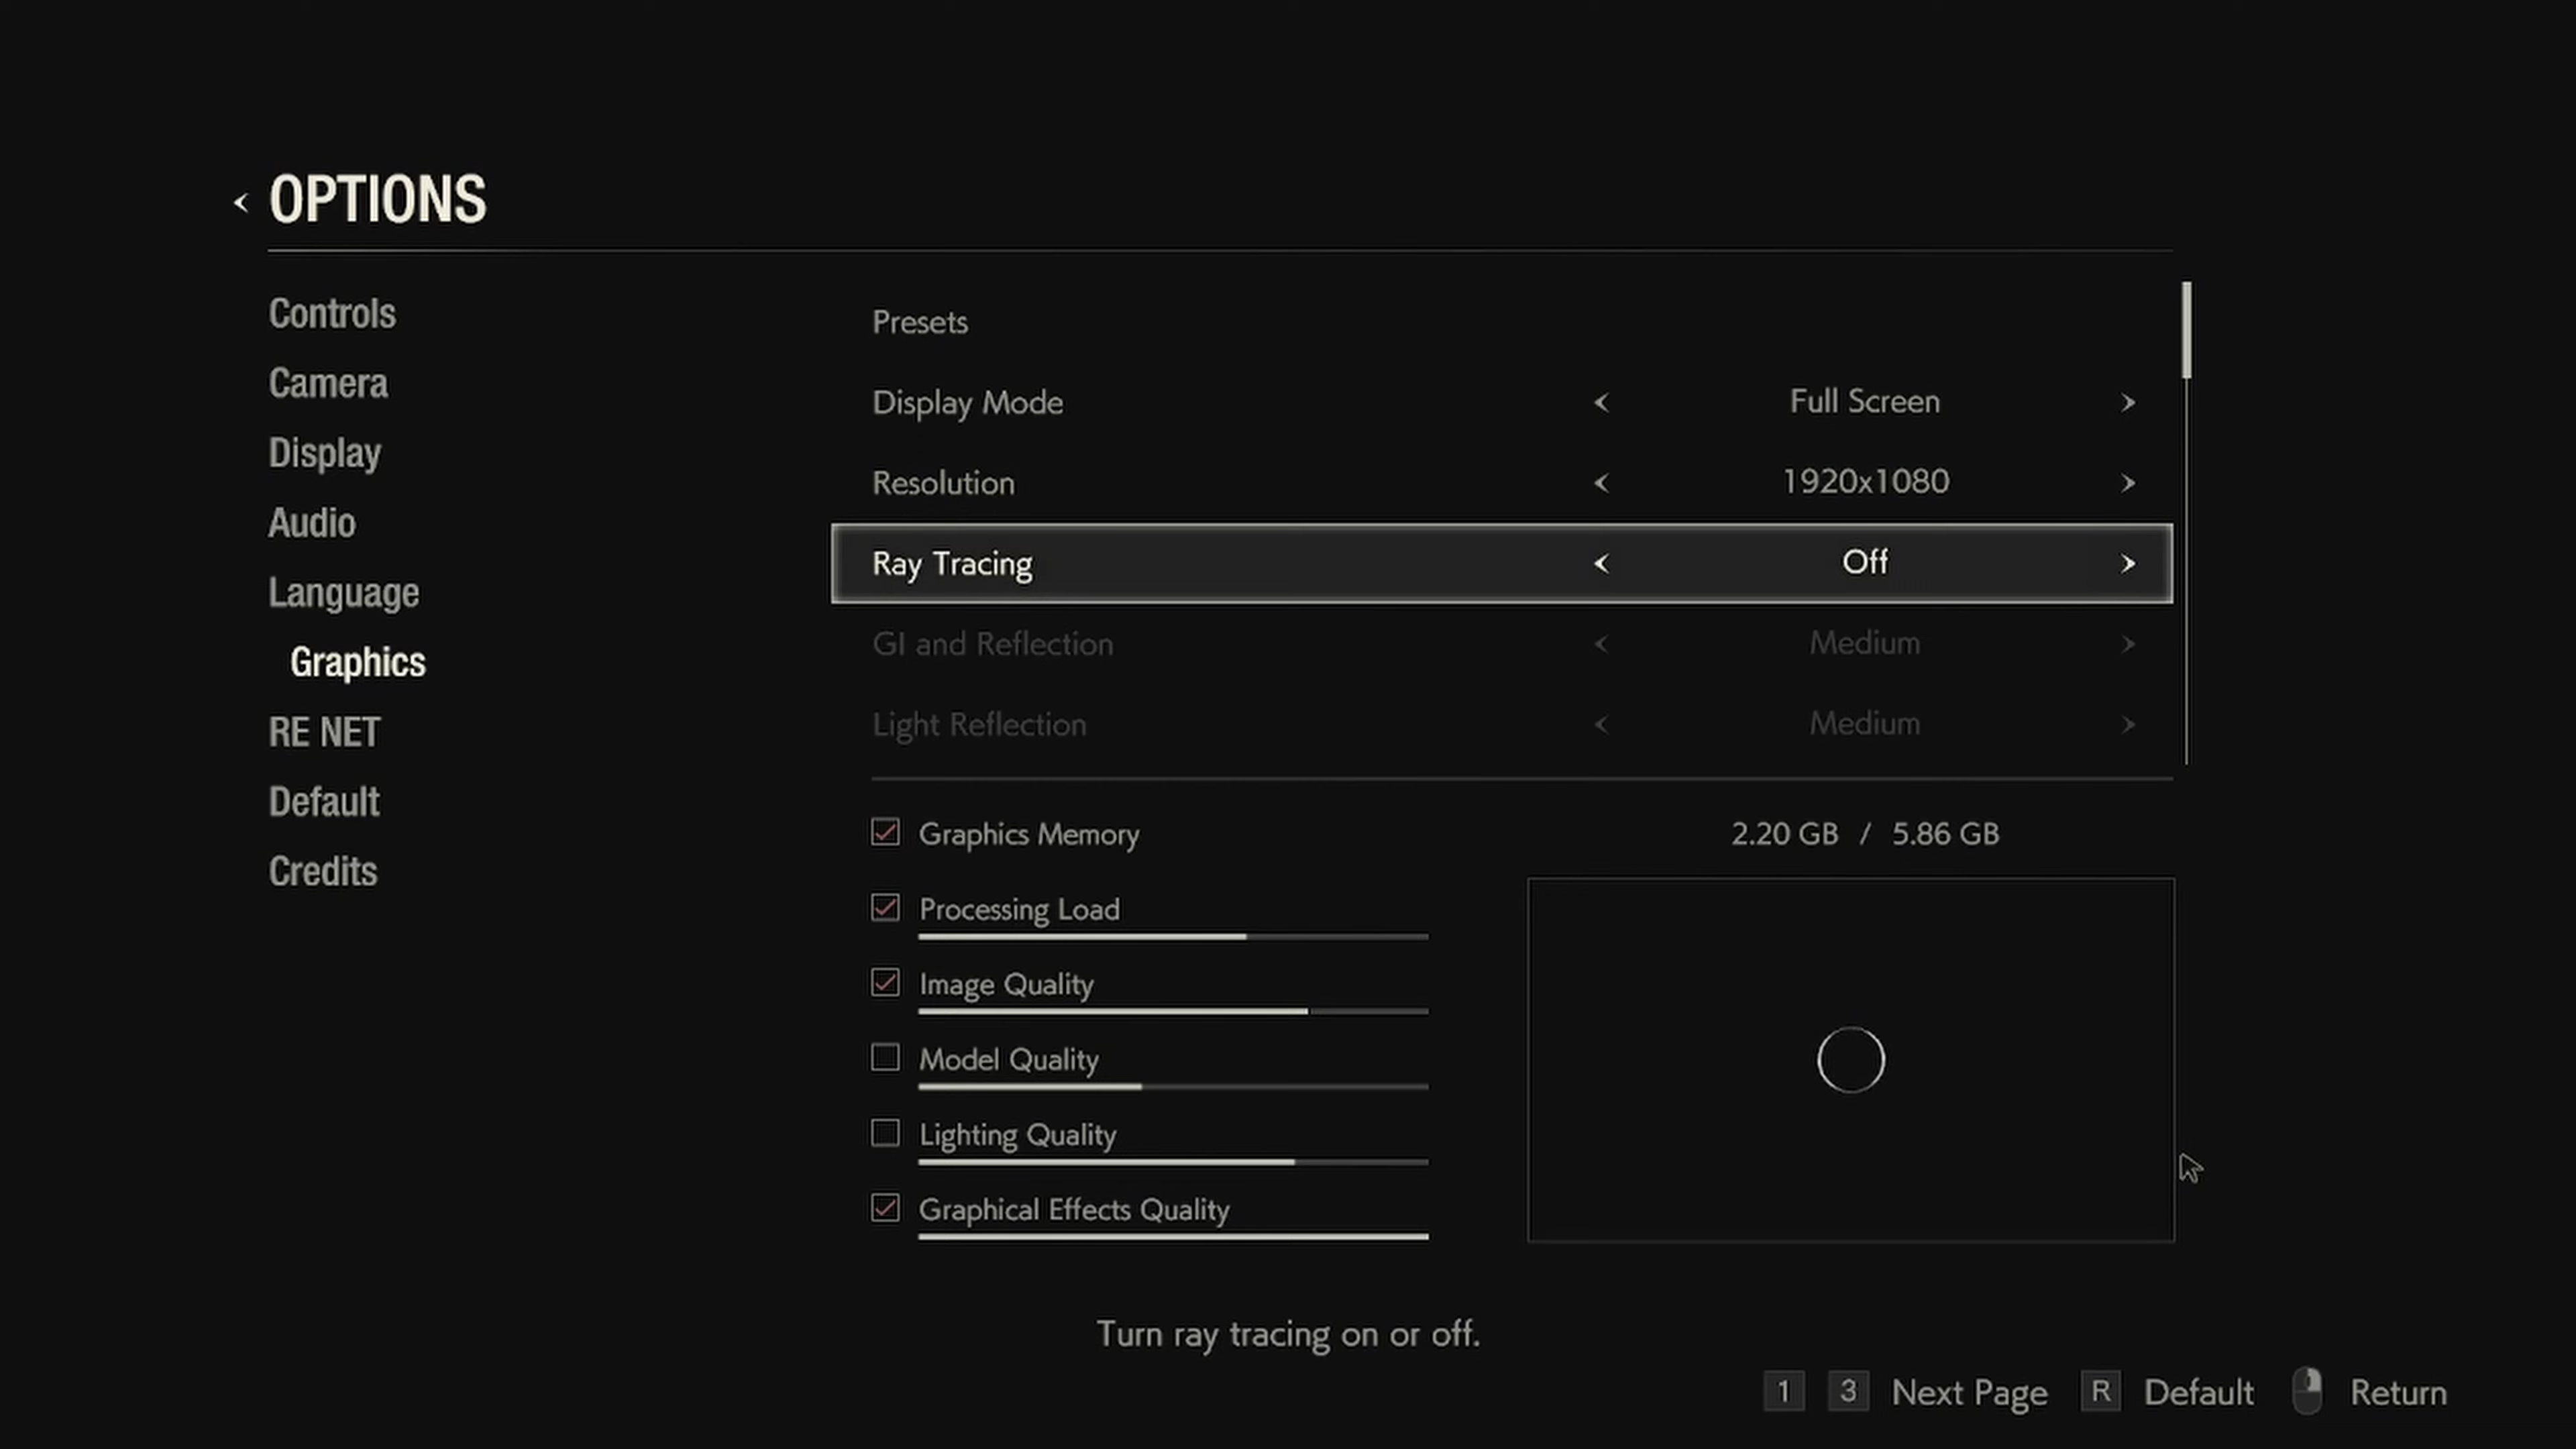 OPTIONS
Controls
Camera
Display
Audio
Language
Graphics
RE NET
Default
Credits
Presets
Display Mode Full Screen
Resolution 1920x1080
Ray Tracing Off
GI and Reflection Medium
Light Reflection Medium
Graphics Memory 2.20 GB / 5.86 GB
Processing Load
Image Quality
Model Quality
Lighting Quality
Graphical Effects Quality
Turn ray tracing on or off.
1 3 Next Page R Default Return